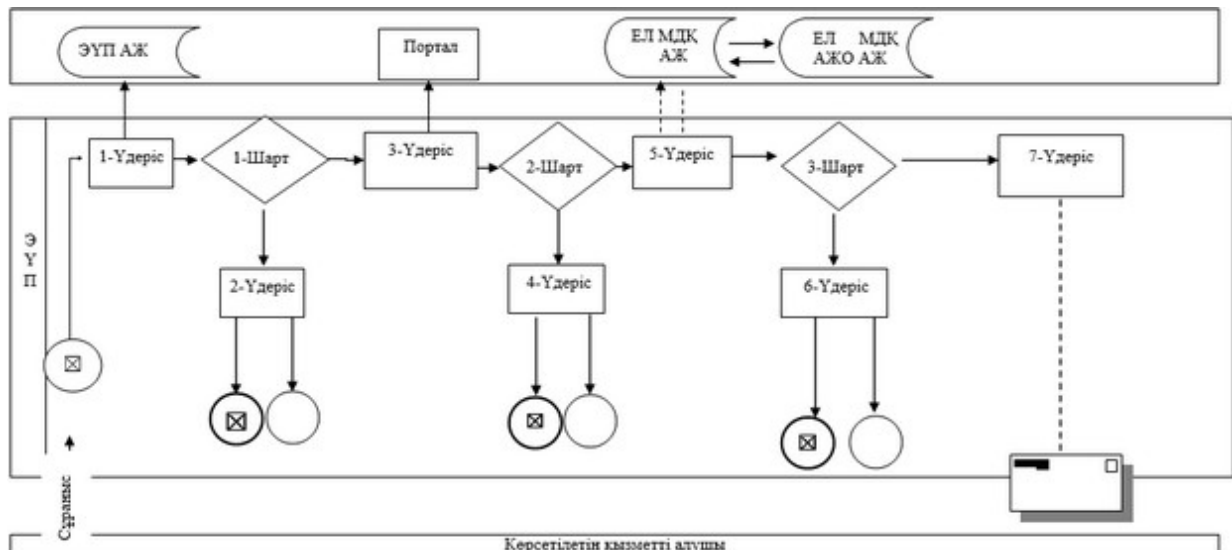 ЭҮП АЖ
Портал
ЕЛ МДҚ
АЖ
ЕЛ МДҚ
АЖО АЖ
1-Үдеріс
1-Шарт
3-Үдеріс
2-Шарт
5-Үдеріс
3-Шарт
7-Үдеріс
Э
Ү
П
2-Үдеріс
4-Үдеріс
6-Үдеріс
Сұраныс
Көрсетілетін қызметті алушы